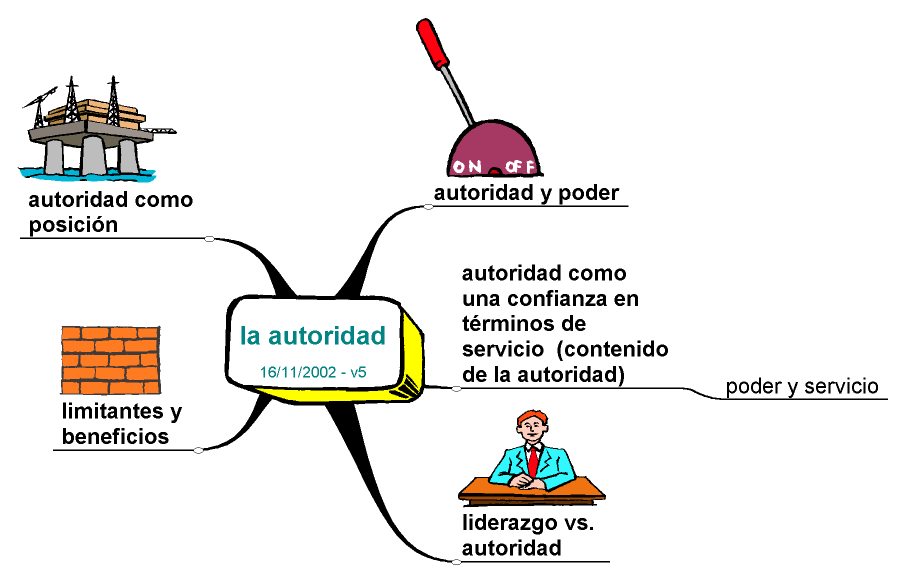 ON OFF
autoridad y poder
autoridad como
posición
autoridad como
una confianza en
términos de
servicio (contenido
de la autoridad)
poder y servicio
la autoridad
16/11/2002 - v5
limitantes y
beneficios
liderazgo vs.
autoridad